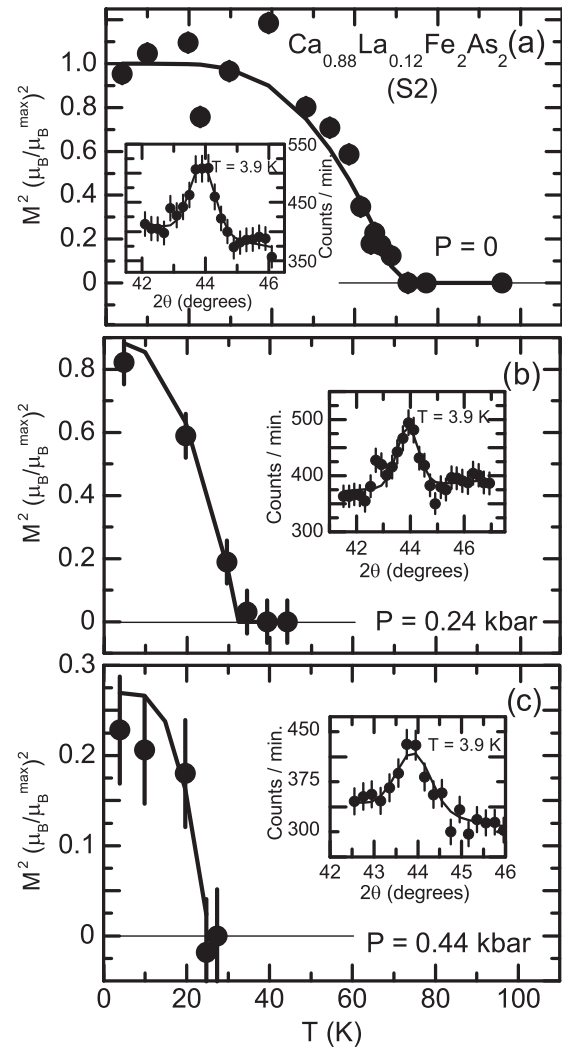 Ca0.88La0.12Fe2As2 (a)
(S2)
M2 (μB/μBmax)2
1.0
0.8
0.6
0.4
0.2
0
P = 0
T = 3.9 K
Counts / min.
550
450
350
42 44 46
2θ (degrees)
(b)
M2 (μB/μBmax)2
0.8
0.6
0.4
0.2
0
P = 0.24 kbar
T = 3.9 K
Counts / min.
500
400
300
42 44 46
2θ (degrees)
(c)
M2 (μB/μBmax)2
0.3
0.2
0.1
0
P = 0.44 kbar
T = 3.9 K
Counts / min.
450
375
300
42 43 44 45 46
2θ (degrees)
0 20 40 60 80 100
T (K)